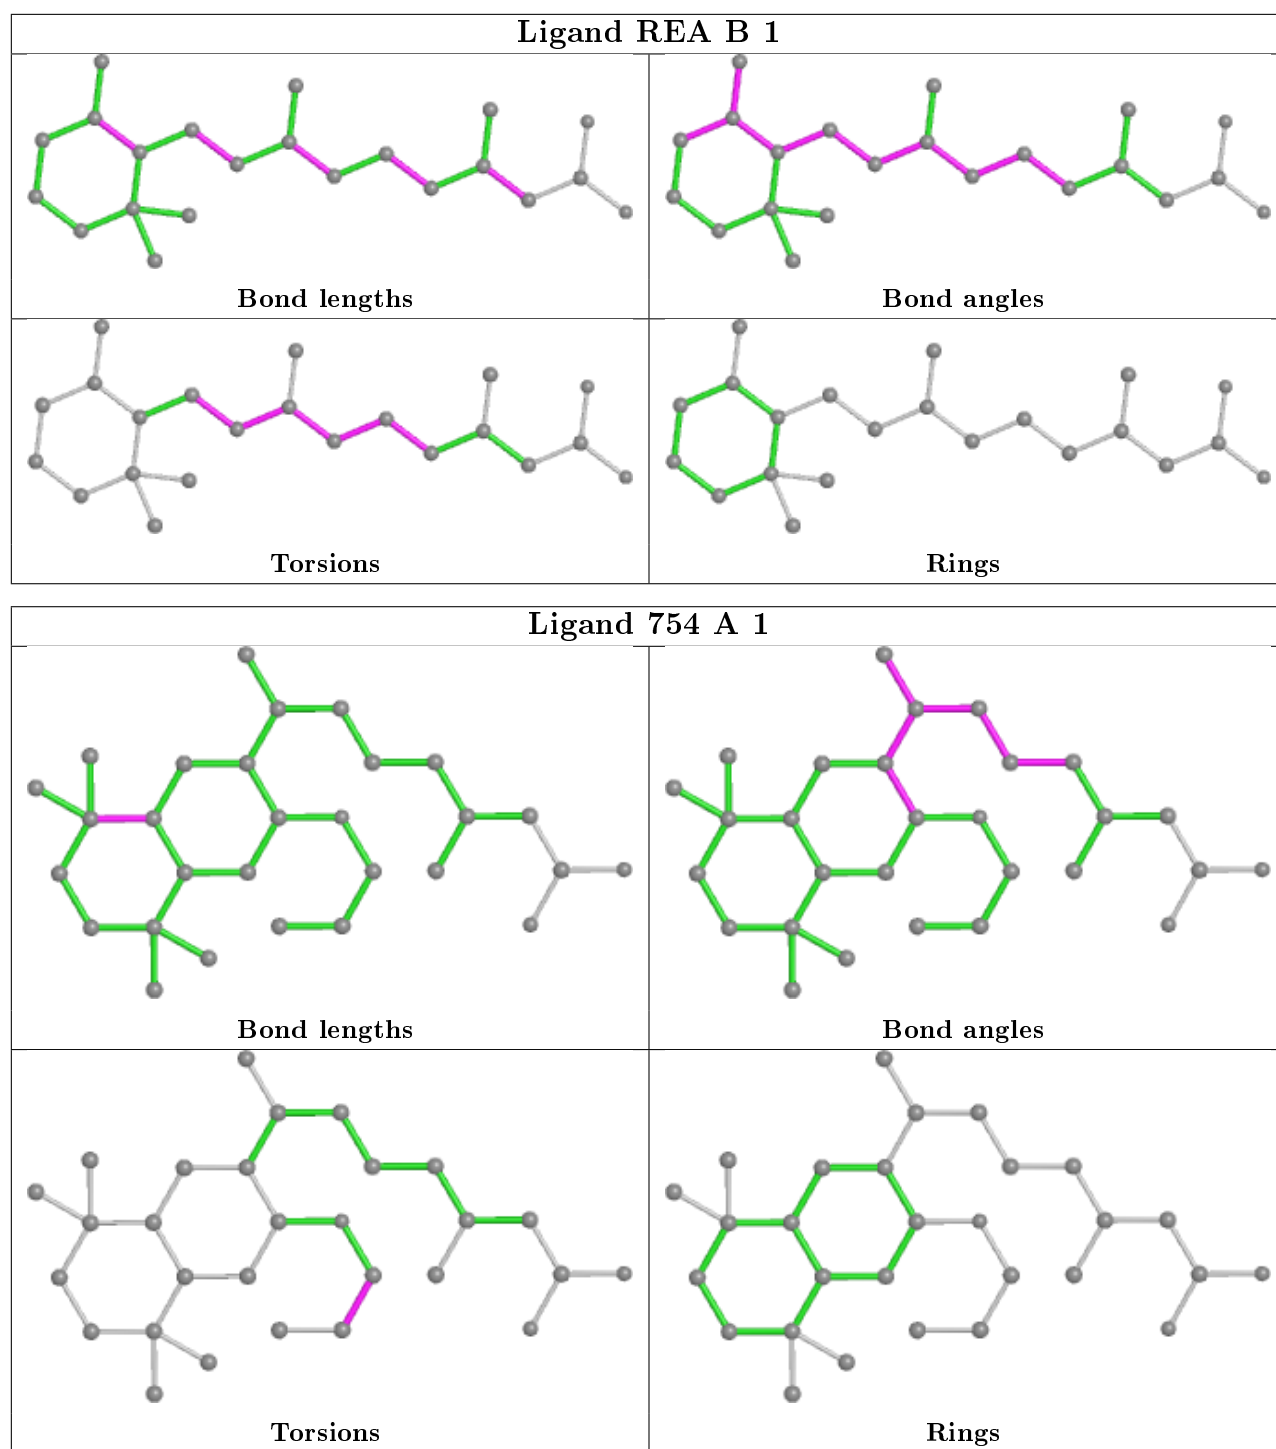 Ligand REA B 1
Bond lengths
Bond angles
Torsions
Rings
Ligand 754 A 1
Bond lengths
Bond angles
Torsions
Rings